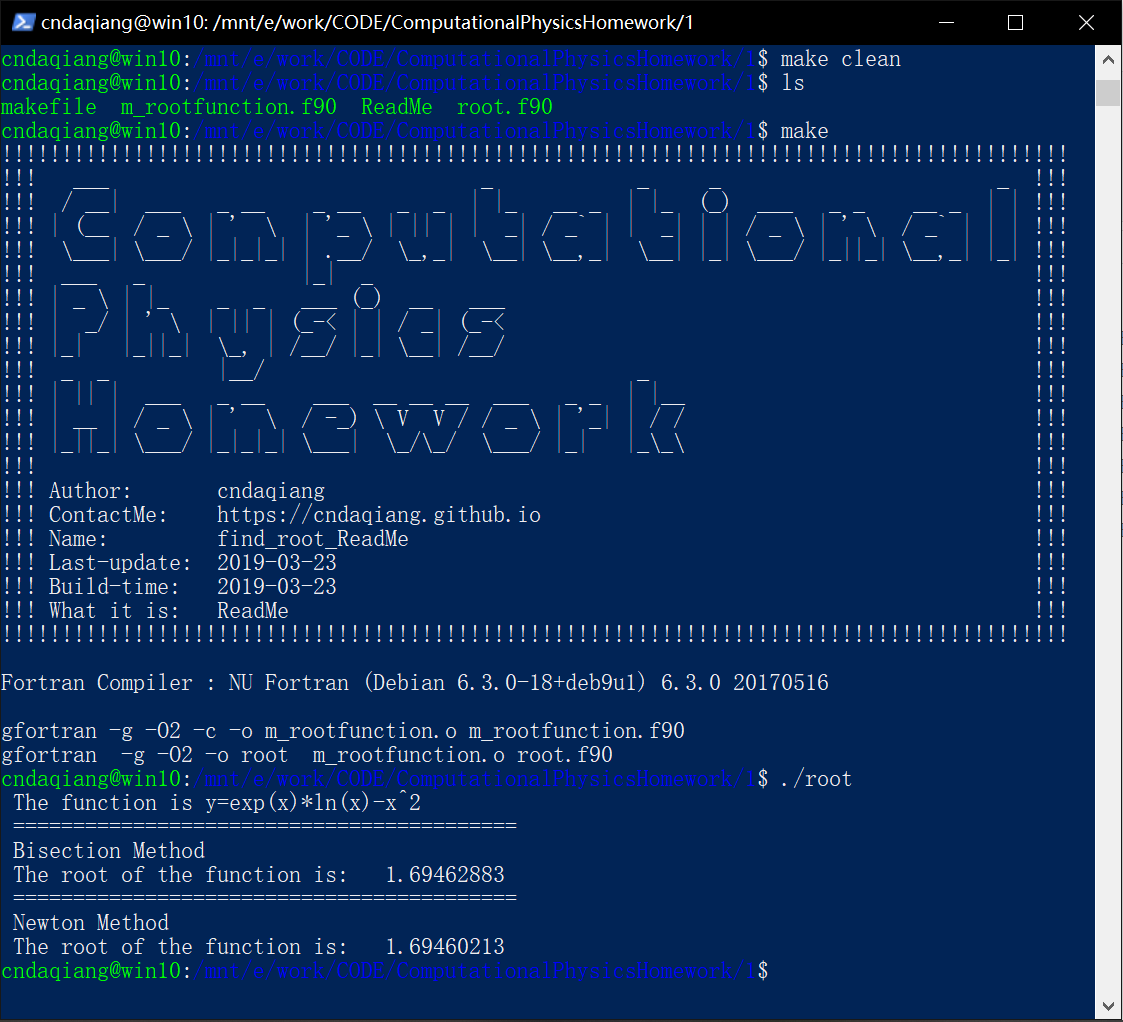 cndaqiang@win10: /mnt/e/work/CODE/ComputationalPhysicsHomework/1
cndaqiang@win10:/mnt/e/work/CODE/ComputationalPhysicsHomework/1$ make clean
cndaqiang@win10:/mnt/e/work/CODE/ComputationalPhysicsHomework/1$ ls
makefile  m_rootfunction.f90  ReadMe  root.f90
cndaqiang@win10:/mnt/e/work/CODE/ComputationalPhysicsHomework/1$ make
Computational
Physics
Homework
!!! Author:       cndaqiang !!!
!!! ContactMe:    https://cndaqiang.github.io !!!
!!! Name:         find_root_ReadMe !!!
!!! Last-update:  2019-03-23 !!!
!!! Build-time:   2019-03-23 !!!
!!! What it is:   ReadMe !!!
Fortran Compiler : NU Fortran (Debian 6.3.0-18+deb9u1) 6.3.0 20170516
gfortran -g -O2 -c -o m_rootfunction.o m_rootfunction.f90
gfortran  -g -O2 -o root  m_rootfunction.o root.f90
cndaqiang@win10:/mnt/e/work/CODE/ComputationalPhysicsHomework/1$ ./root
The function is y=exp(x)*ln(x)-x^2
==========================================
Bisection Method
The root of the function is:   1.69462883
==========================================
Newton Method
The root of the function is:   1.69460213
cndaqiang@win10:/mnt/e/work/CODE/ComputationalPhysicsHomework/1$